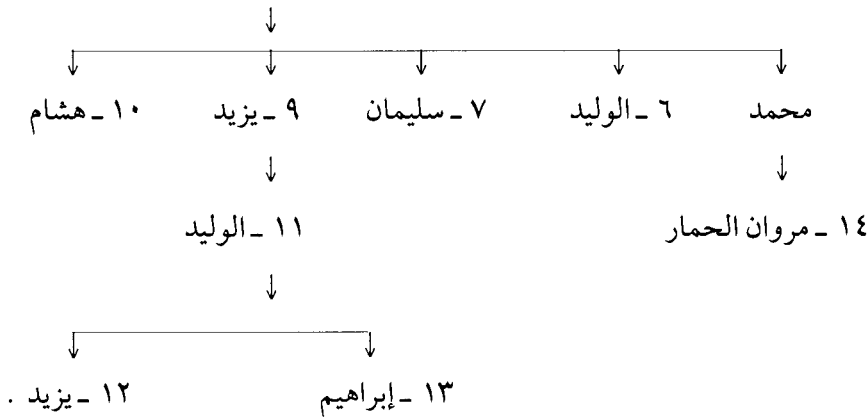 محمد ٦ ـ الوليد ٧ ـ سليمان ٩ ـ يزيد ١٠ ـ هشام
١٤ ـ مروان الحمار ١١ ـ الوليد
١٣ ـ إبراهيم ١٢ ـ يزيد .